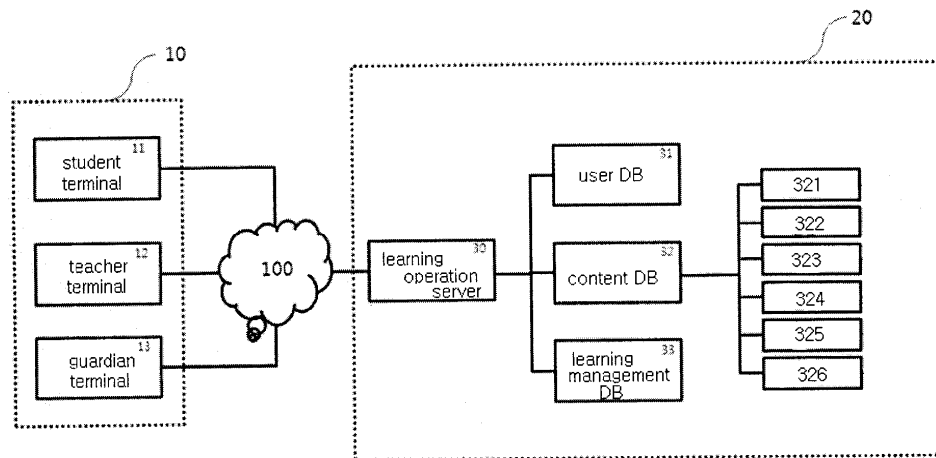 20
10
11
student
terminal
12
teacher
terminal
13
guardian
terminal
100
30
learning
operation
server
31
user DB
32
content DB
33
learning
management
DB
321
322
323
324
325
326